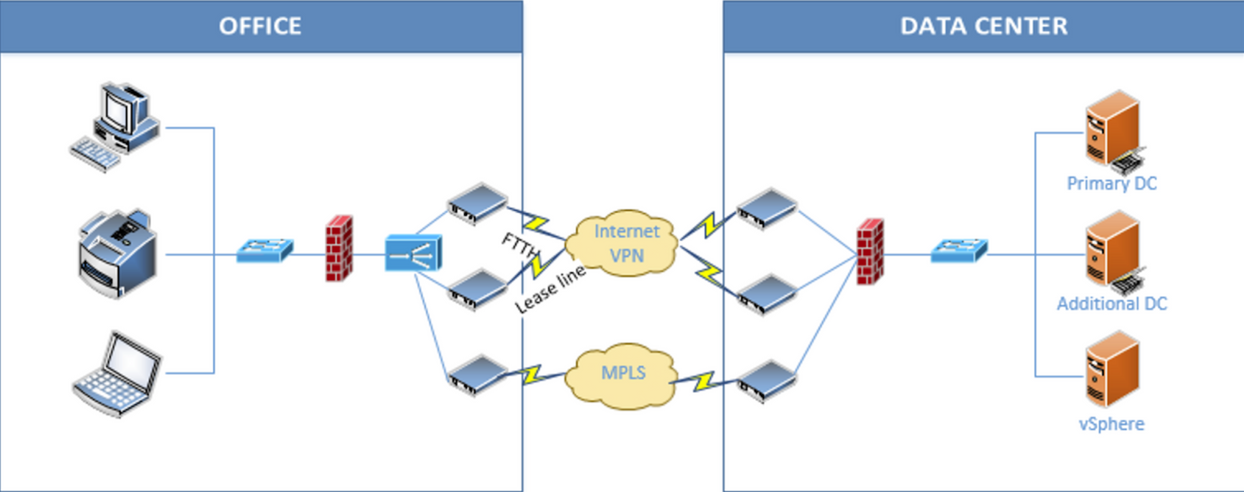 OFFICE
DATA CENTER
Primary DC
FTTH
Internet
VPN
Lease line
Additional DC
MPLS
vSphere